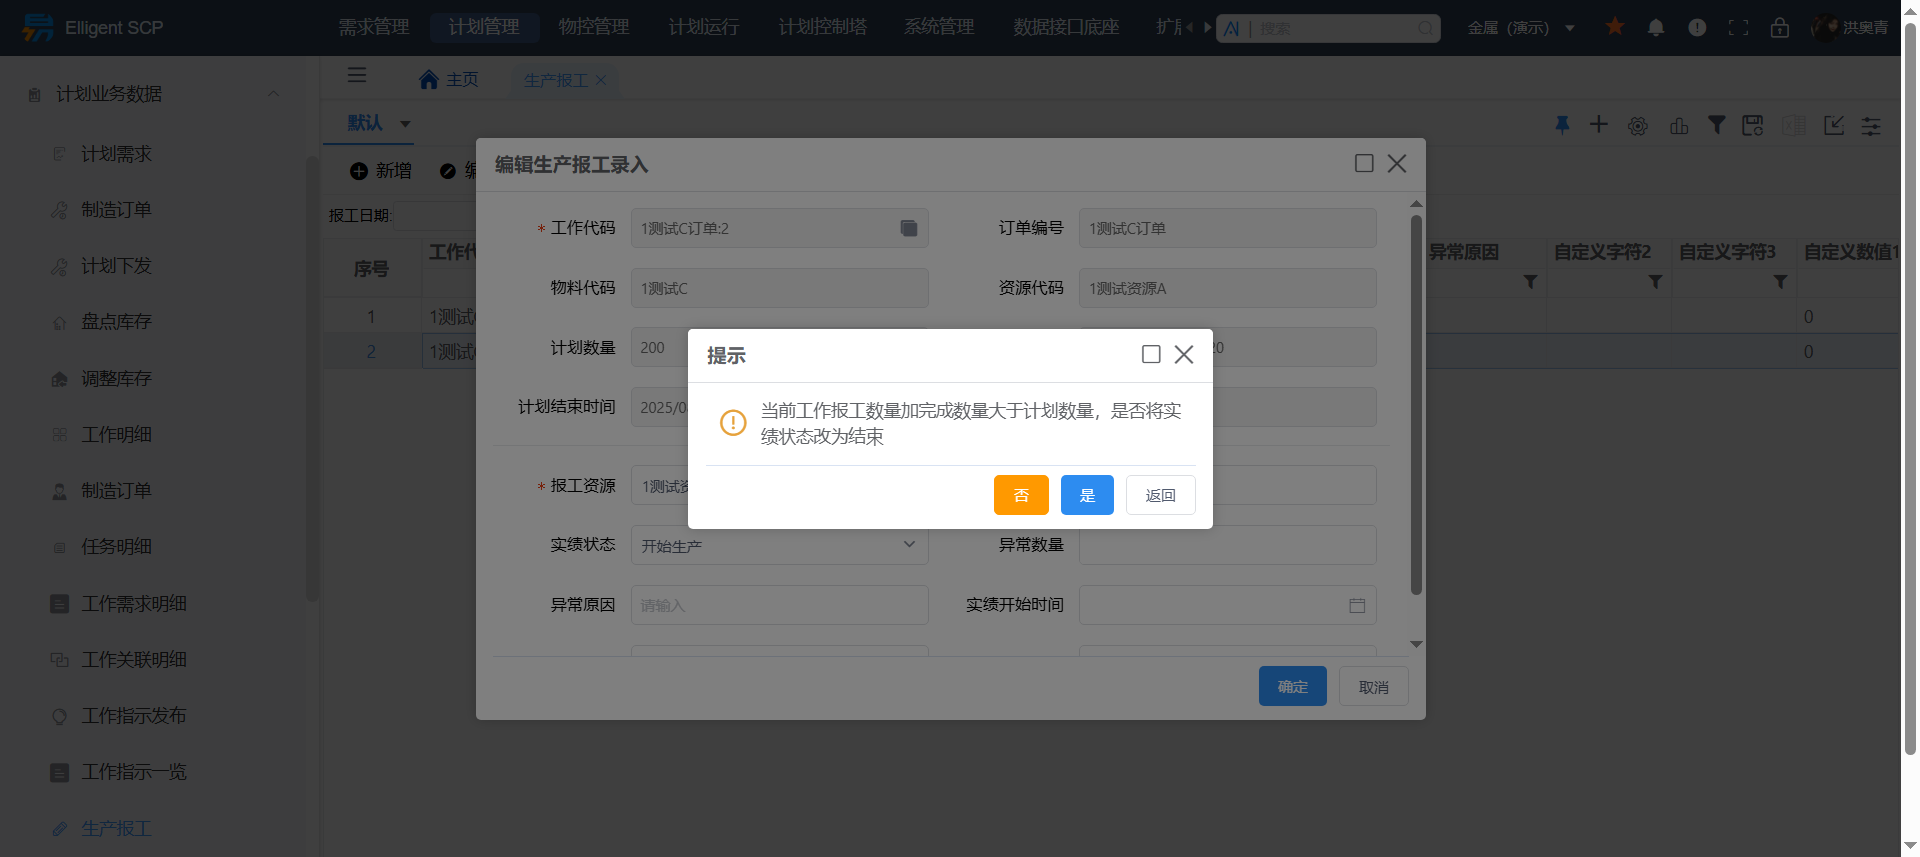 Elligent SCP
需求管理
计划管理
物控管理
计划运行
计划控制塔
系统管理
数据接口底座
搜索
金属（演示）
洪奥青
计划业务数据
计划需求
制造订单
计划下发
盘点库存
调整库存
工作明细
制造订单
任务明细
工作需求明细
工作关联明细
工作指示发布
工作指示一览
生产报工
主页
生产报工
默认
新增
报工日期:
序号
工作代
异常原因
自定义字符2
自定义字符3
自定义数值1
1
1测试
0
2
1测试
0
编辑生产报工录入
* 工作代码
1测试C订单:2
订单编号
1测试C订单
物料代码
1测试C
资源代码
1测试资源A
计划数量
200
20
计划结束时间
2025/0
* 报工资源
1测试资
实绩状态
开始生产
异常数量
异常原因
请输入
实绩开始时间
确定
取消
提示
当前工作报工数量加完成数量大于计划数量，是否将实
绩状态改为结束
否
是
返回